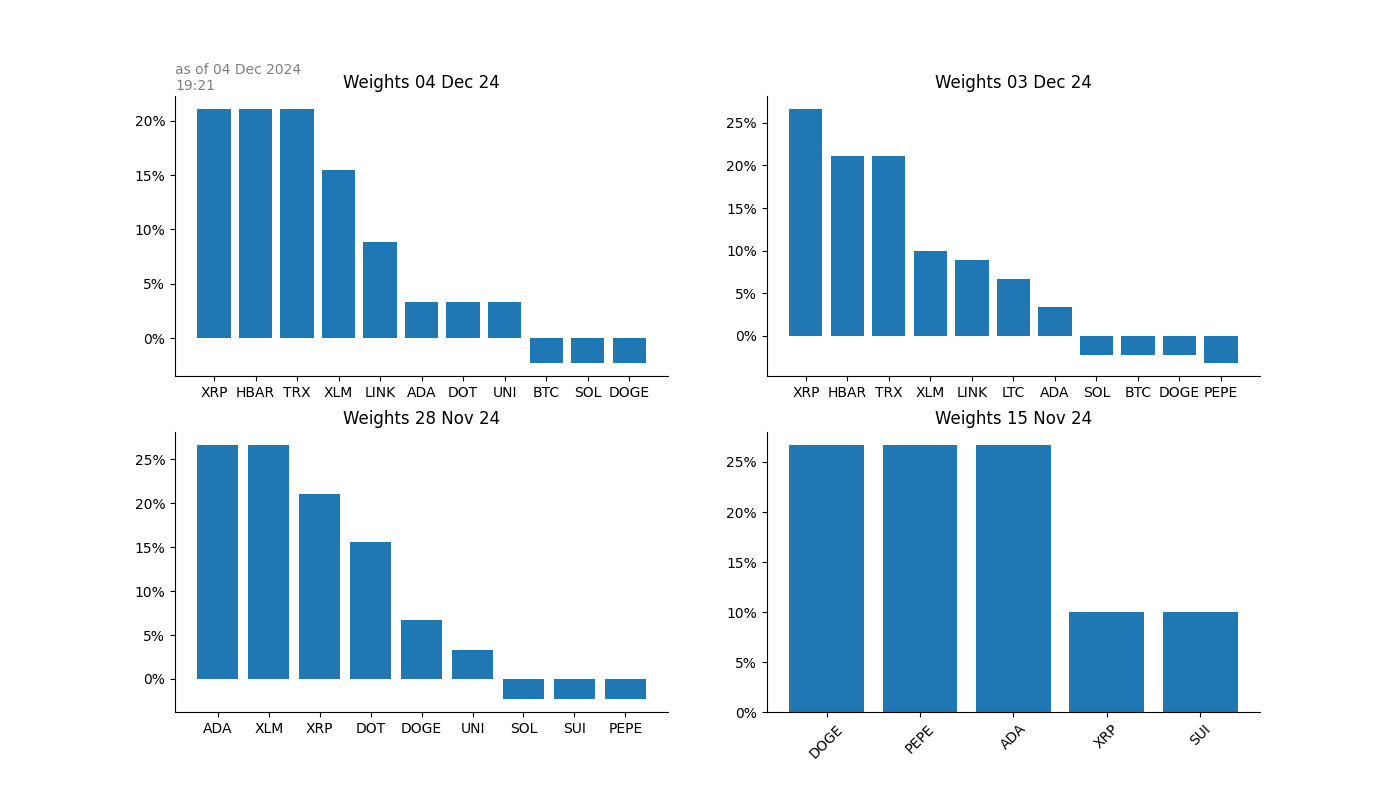 as of 04 Dec 2024
19:21
Weights 04 Dec 24
20%
15%
10%
5%
0%
XRP HBAR TRX XLM LINK ADA DOT UNI BTC SOL DOGE
Weights 03 Dec 24
25%
20%
15%
10%
5%
0%
XRP HBAR TRX XLM LINK LTC ADA SOL BTC DOGE PEPE
Weights 28 Nov 24
25%
20%
15%
10%
5%
0%
ADA XLM XRP DOT DOGE UNI SOL SUI PEPE
Weights 15 Nov 24
25%
20%
15%
10%
5%
0%
DOGE PEPE ADA XRP SUI